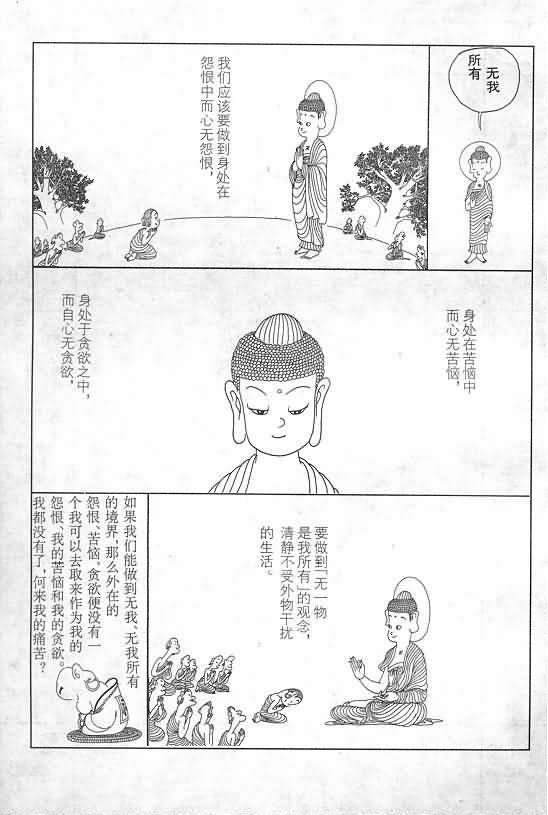 无我
所有
我们应该要做到身处在
怨恨中而心无怨恨，
身处在苦恼中
而心无苦恼，
身处于贪欲之中，
而自心无贪欲，
要做到「无一物
是我所有」的观念，
清静不受外物干扰
的生活。
如果我们能做到无我、无我所有
的境界，那么外在的
怨恨、苦恼、贪欲便没有一
个我可以去取来作为我的
怨恨、我的苦恼和我的贪欲。
我都没有了，何来我的痛苦？